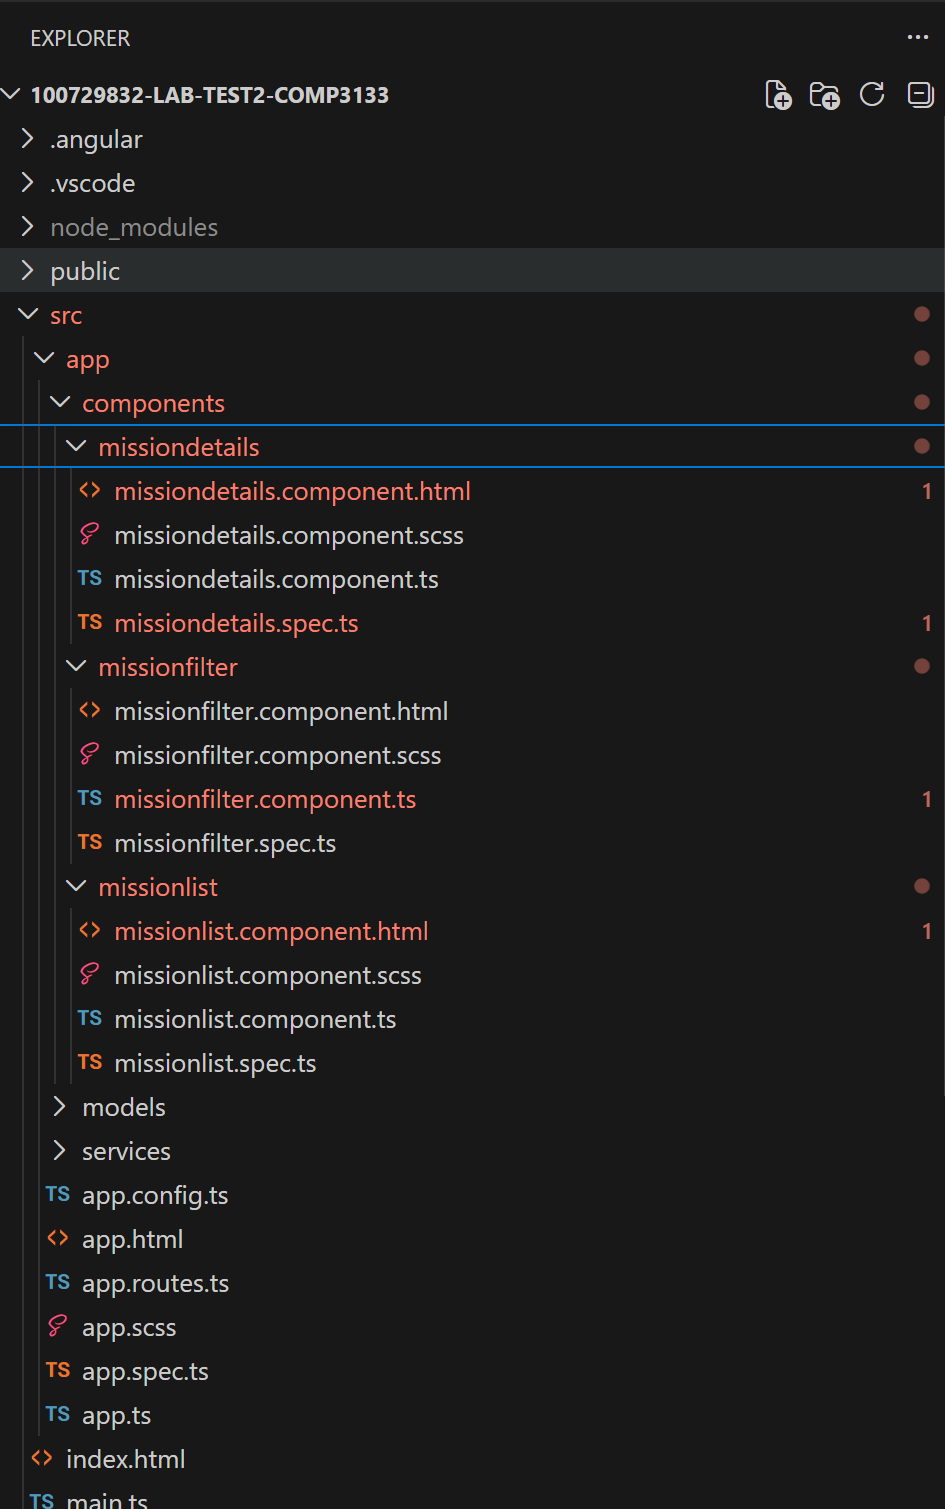 EXPLORER
100729832-LAB-TEST2-COMP3133
.angular
.vscode
node_modules
public
src
app
components
missiondetails
missiondetails.component.html 1
missiondetails.component.scss
TS missiondetails.component.ts
TS missiondetails.spec.ts 1
missionfilter
missionfilter.component.html
missionfilter.component.scss
TS missionfilter.component.ts 1
TS missionfilter.spec.ts
missionlist
missionlist.component.html 1
missionlist.component.scss
TS missionlist.component.ts
TS missionlist.spec.ts
models
services
TS app.config.ts
app.html
TS app.routes.ts
app.scss
TS app.spec.ts
TS app.ts
index.html
TS main.ts